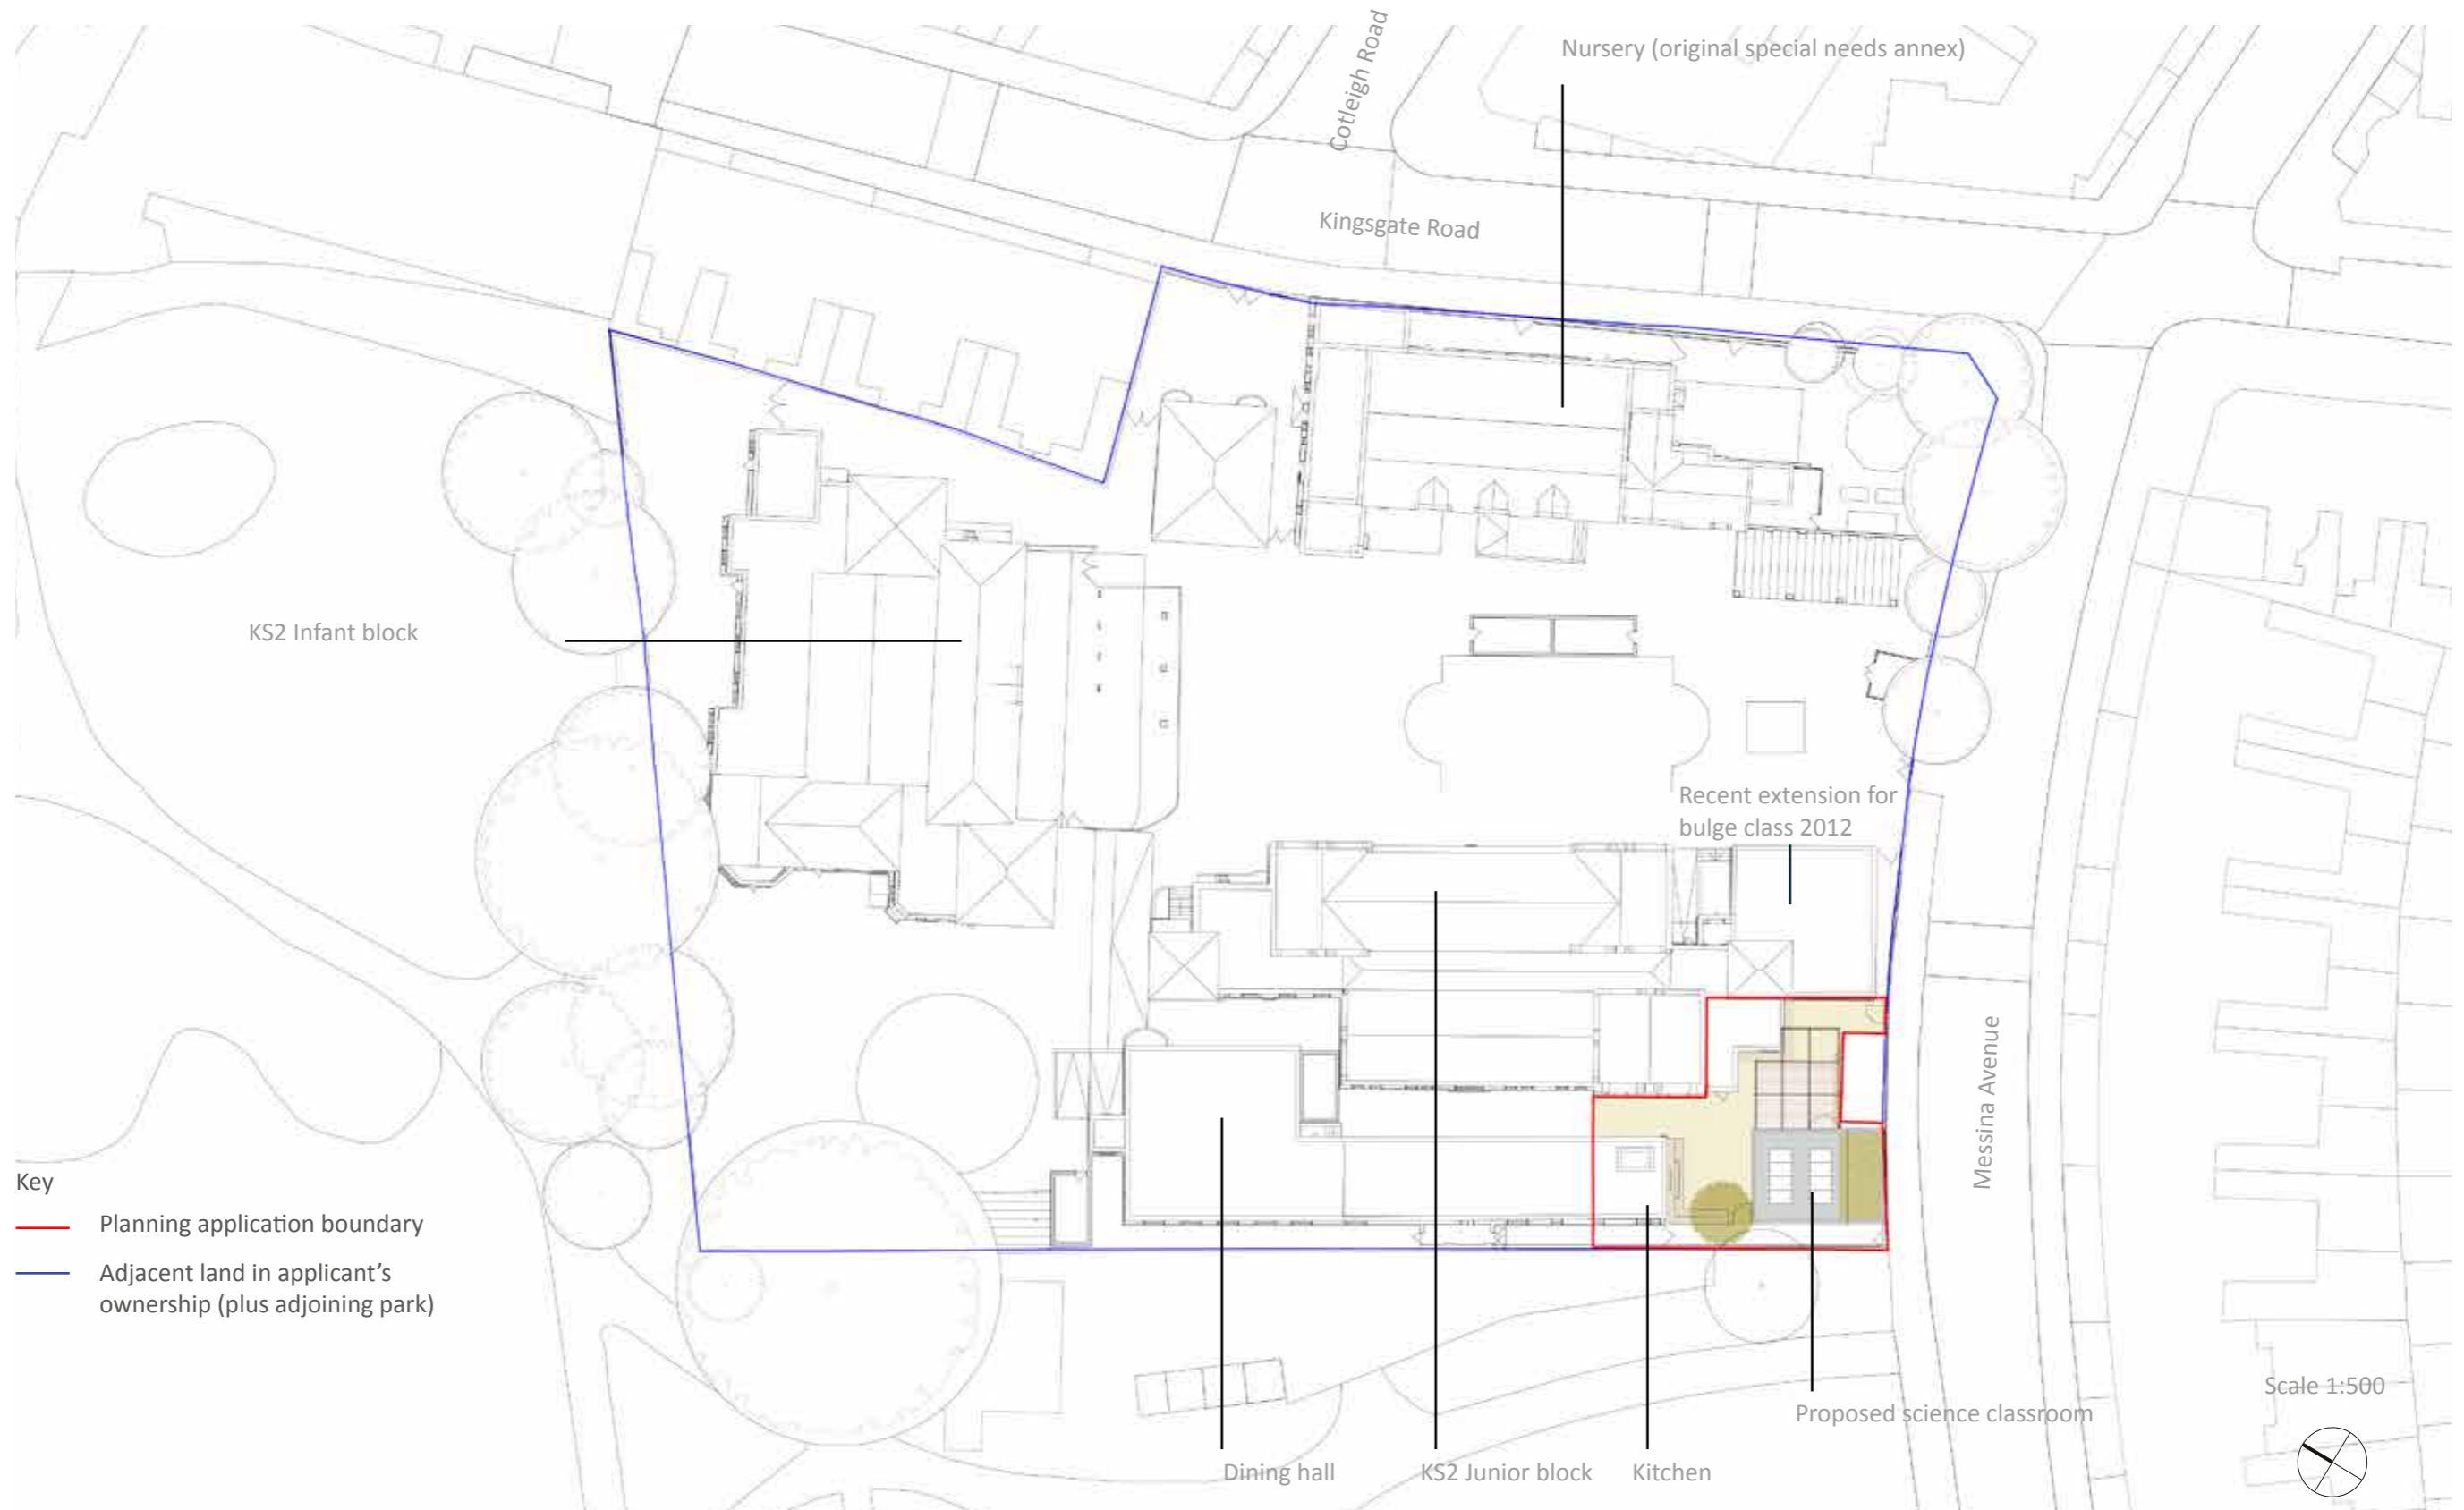 Cotleigh Road
Nursery (original special needs annex)
Kingsgate Road
KS2 Infant block
Recent extension for
bulge class 2012
Messina Avenue
Key
Planning application boundary
Adjacent land in applicant's
ownership (plus adjoining park)
Scale 1:500
Proposed science classroom
Dining hall
KS2 Junior block
Kitchen